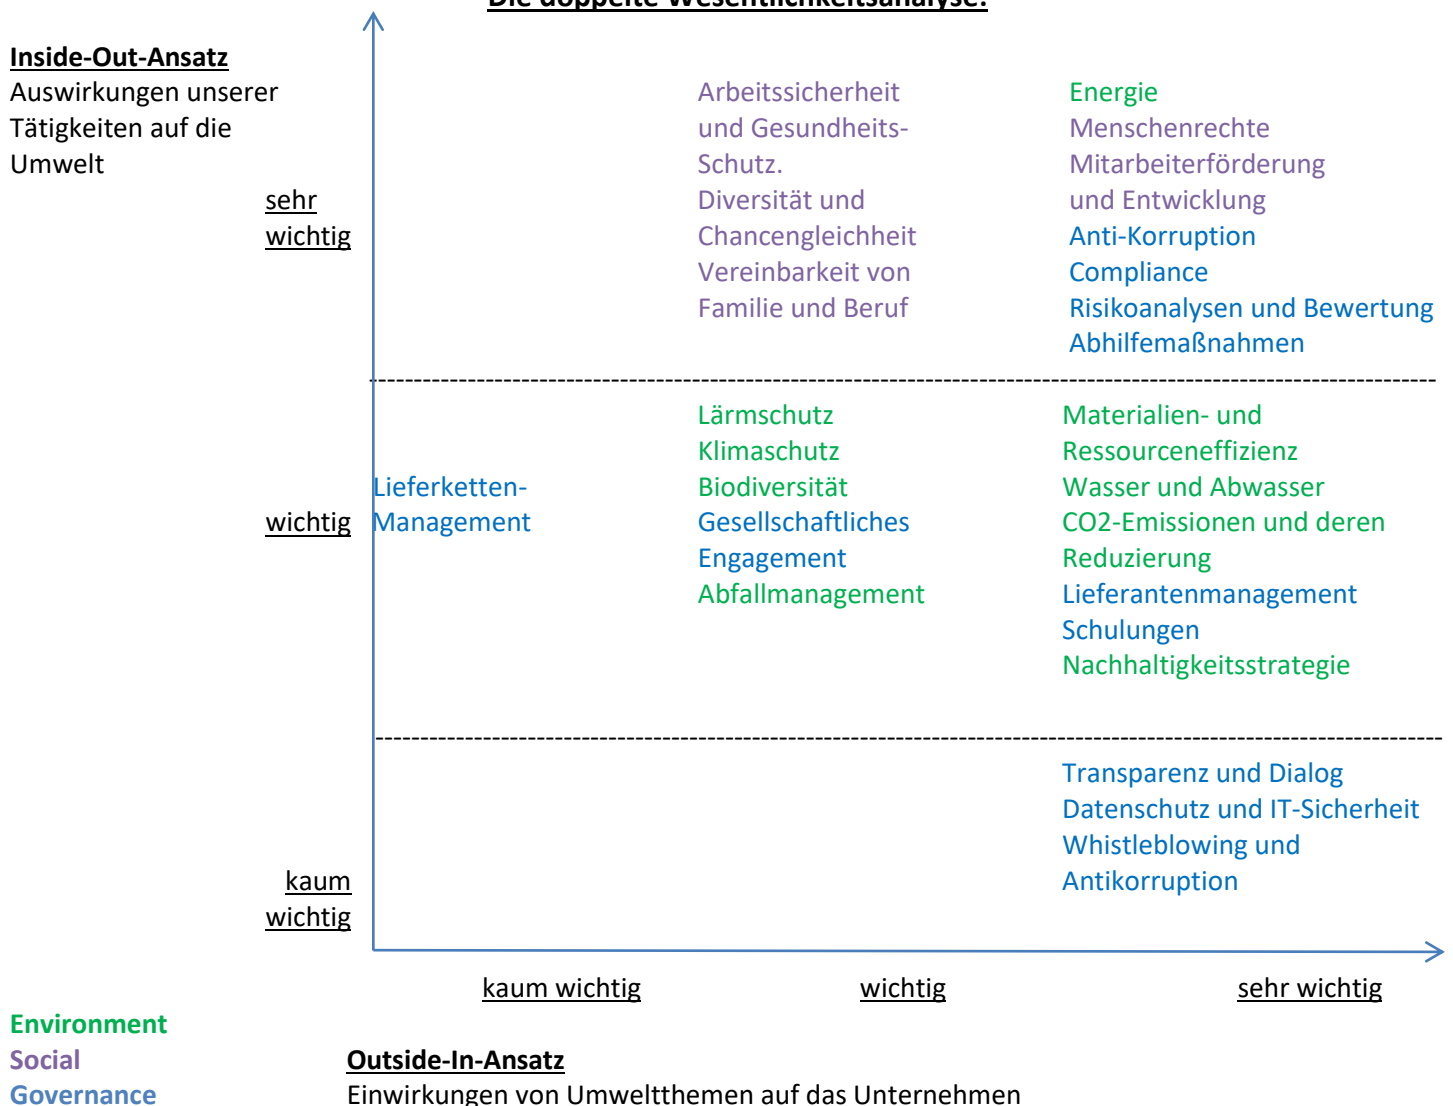 Die doppelte Wesentlichkeitsanalyse:
Inside-Out-Ansatz
Auswirkungen unserer
Tätigkeiten auf die
Umwelt
sehr
wichtig
Arbeitssicherheit
und Gesundheits-
Schutz.
Diversität und
Chancengleichheit
Vereinbarkeit von
Familie und Beruf
Energie
Menschenrechte
Mitarbeiterförderung
und Entwicklung
Anti-Korruption
Compliance
Risikoanalysen und Bewertung
Abhilfemaßnahmen
wichtig
Lieferketten-
Management
Lärmschutz
Klimaschutz
Biodiversität
Gesellschaftliches
Engagement
Abfallmanagement
Materialien- und
Ressourceneffizienz
Wasser und Abwasser
CO2-Emissionen und deren
Reduzierung
Lieferantenmanagement
Schulungen
Nachhaltigkeitsstrategie
kaum
wichtig
Transparenz und Dialog
Datenschutz und IT-Sicherheit
Whistleblowing und
Antikorruption
kaum wichtig
wichtig
sehr wichtig
Environment
Social
Governance
Outside-In-Ansatz
Einwirkungen von Umweltthemen auf das Unternehmen